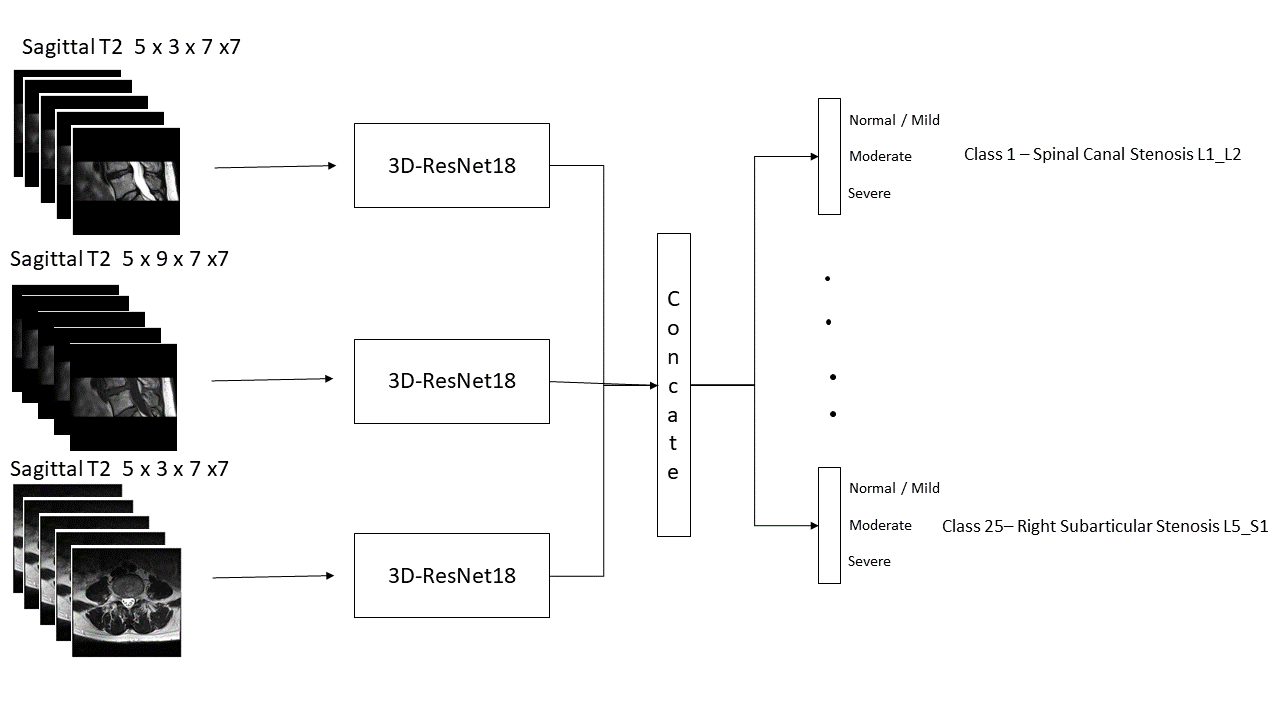 Sagittal T2 5 x 3 x 7 x7
3D-ResNet18
Normal / Mild
Moderate
Severe
Class 1 – Spinal Canal Stenosis L1_L2
Sagittal T2 5 x 9 x 7 x7
3D-ResNet18
Concate
Sagittal T2 5 x 3 x 7 x7
3D-ResNet18
Normal / Mild
Moderate
Severe
Class 25– Right Subarticular Stenosis L5_S1